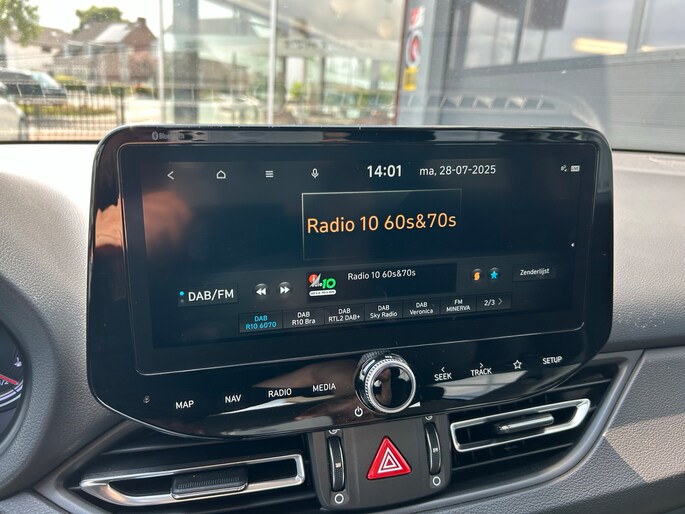 14:01 ma, 28-07-2025
Radio 10 60s&70s
DAB/FM
10
Radio 10 60s&70s
Zenderlijst
DAB
R10 6070
DAB
R10 Bra
DAB
RTL2 DAB+
DAB
Sky Radio
DAB
Veronica
FM
MiNERVA
2/3 >
MAP
NAV
RADIO
MEDIA
SEEK
TRACK
SETUP